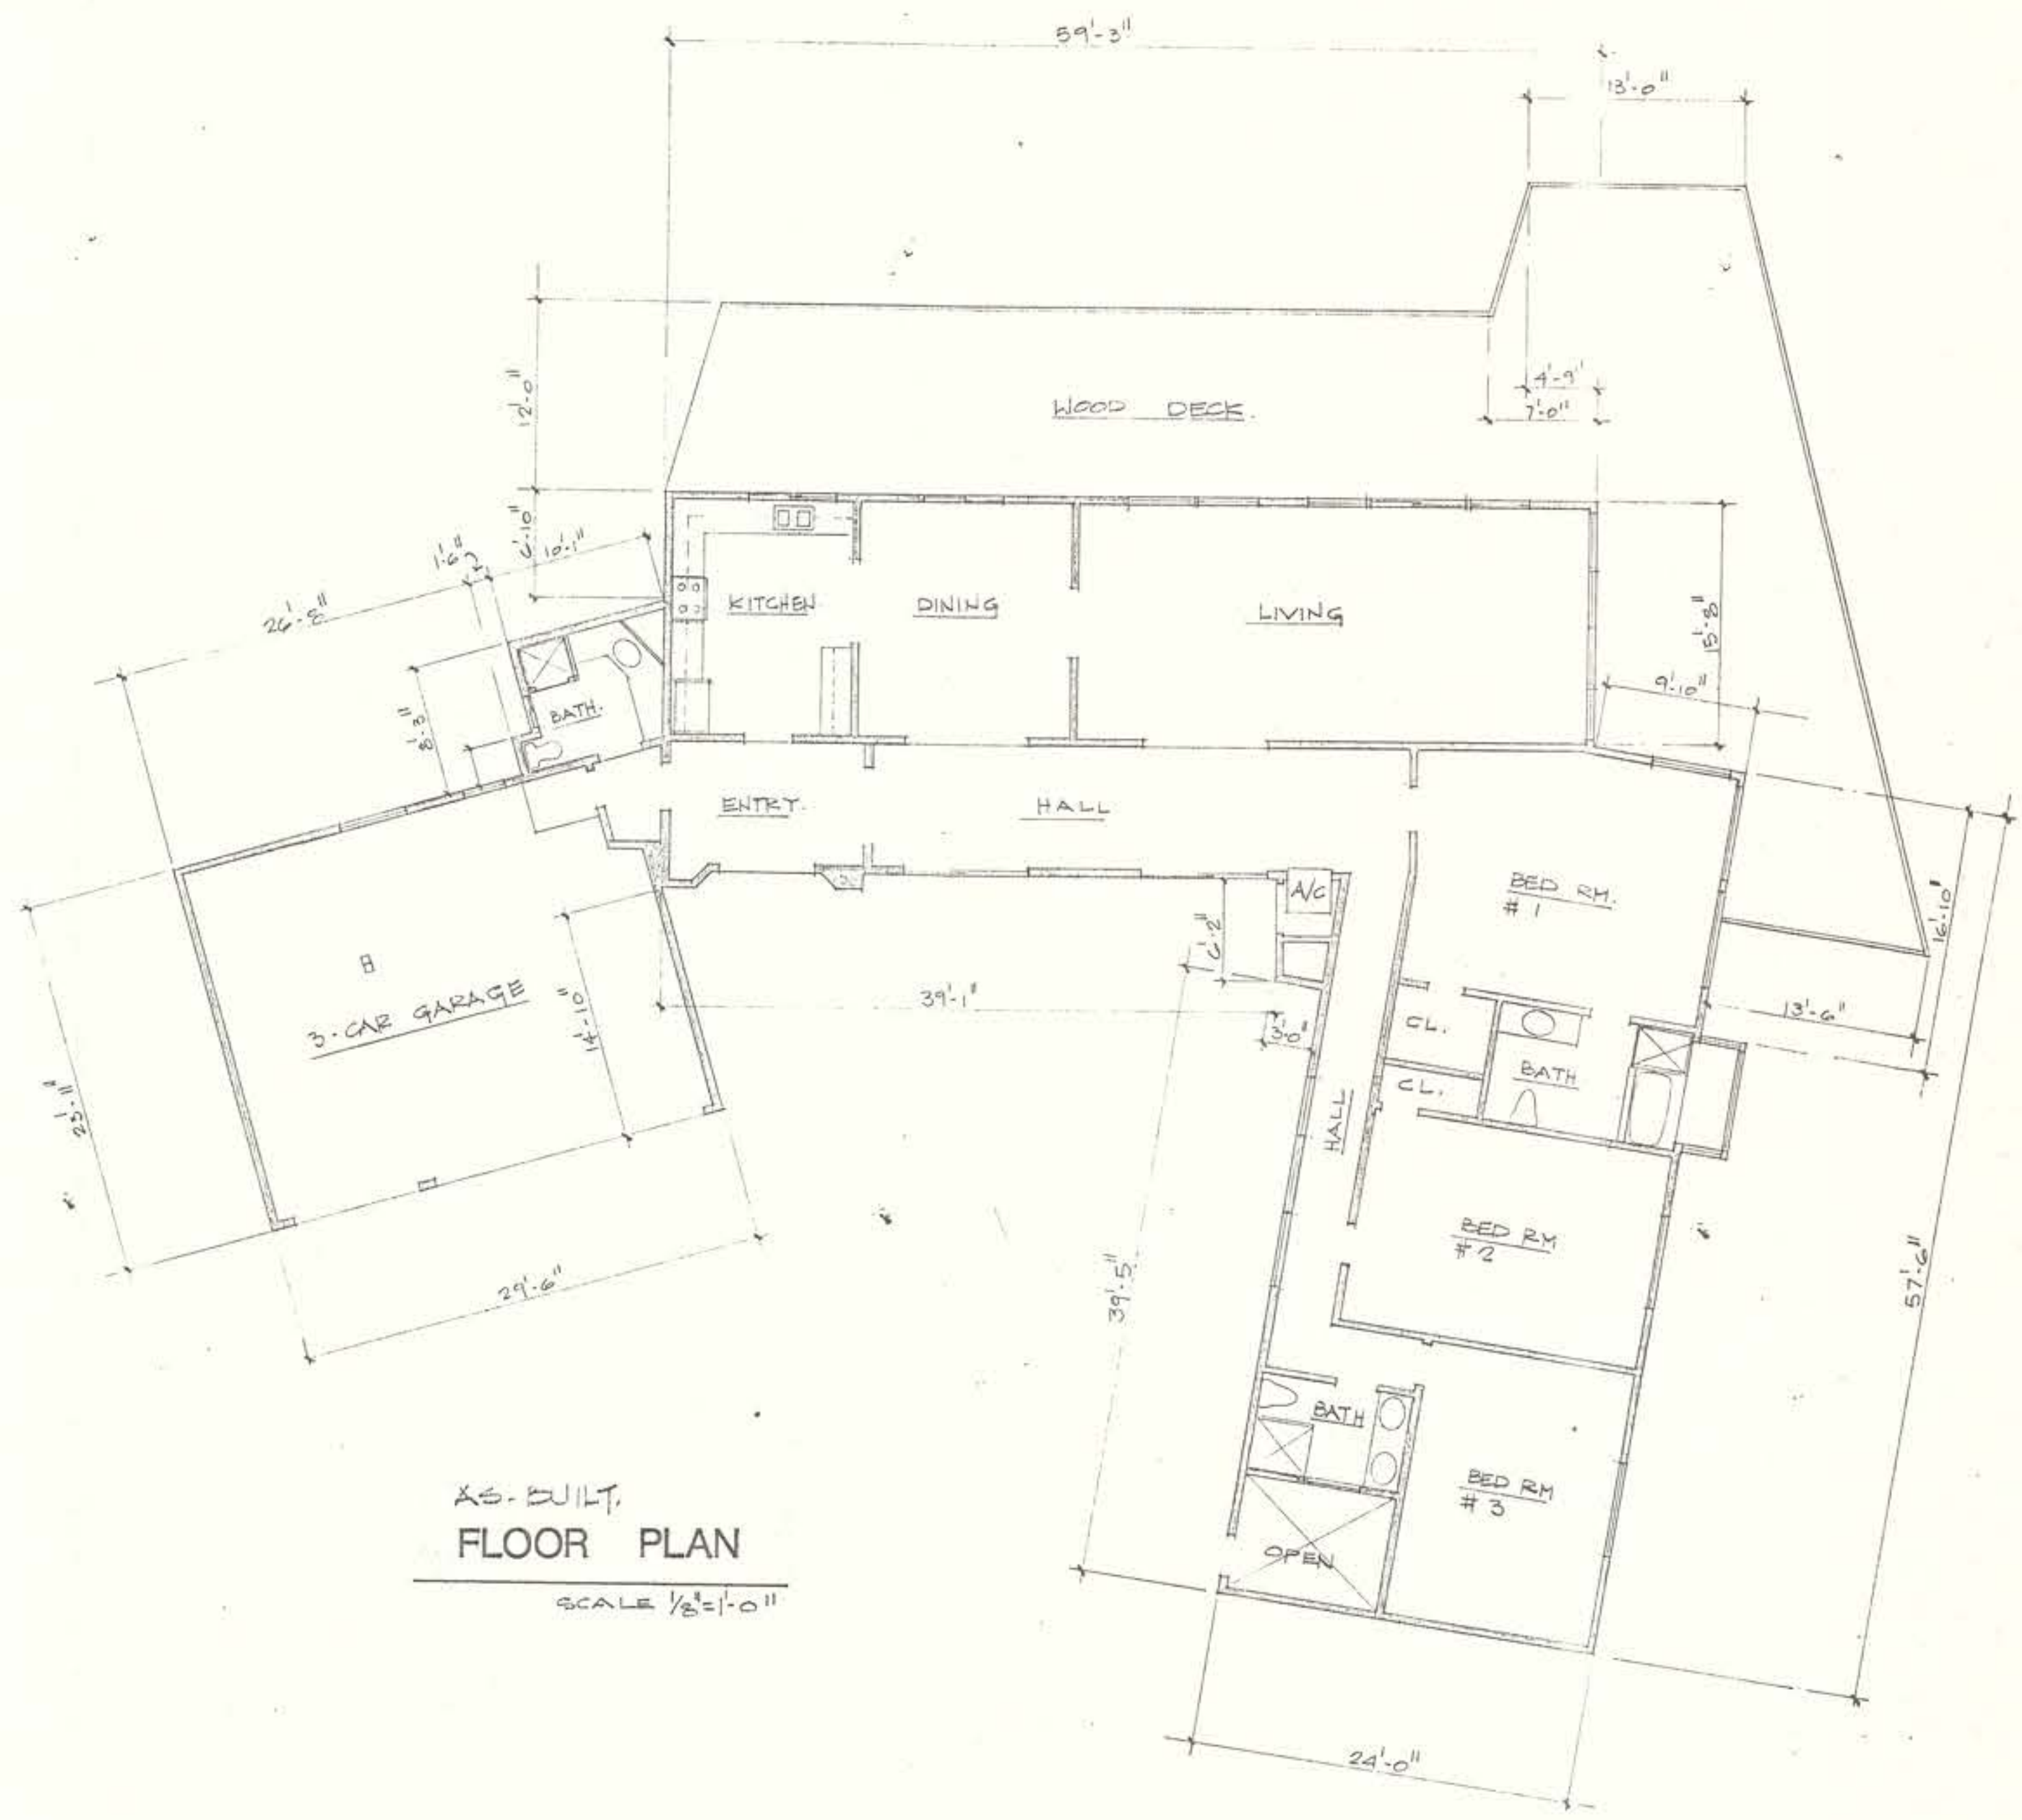 59'-3"
13'-0"
12'-0"
4'-9"
7'-0"
WOOD DECK.
6'-10"
10'-1"
1'-6"
26'-8"
KITCHEN
DINING
LIVING
15'-8"
9'-10"
8'-3"
BATH.
ENTRY.
HALL
A/C
BED RM.
# 1
16'-10"
6'-2"
3-CAR GARAGE
14'-10"
39'-1"
3'-0"
CL.
13'-6"
BATH
CL.
HALL
BED RM
# 2
57'-6"
39'-5"
29'-6"
BATH
BED RM
# 3
OPEN
AS-BUILT.
FLOOR PLAN
SCALE 1/8"=1'-0"
24'-0"